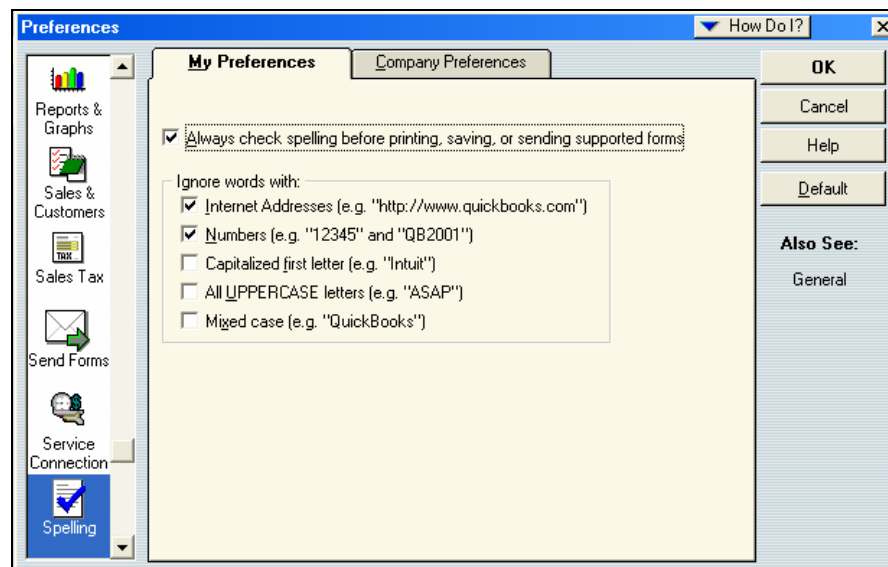 Preferences
How Do I?
Reports &
Graphs
Sales &
Customers
TAX
Sales Tax
Send Forms
Service
Connection
Spelling
My Preferences
Company Preferences
Always check spelling before printing, saving, or sending supported forms
Ignore words with:
Internet Addresses (e.g. "http://www.quickbooks.com")
Numbers (e.g. "12345" and "QB2001")
Capitalized first letter (e.g. "Intuit")
All UPPERCASE letters (e.g. "ASAP")
Mixed case (e.g. "QuickBooks")
OK
Cancel
Help
Default
Also See:
General